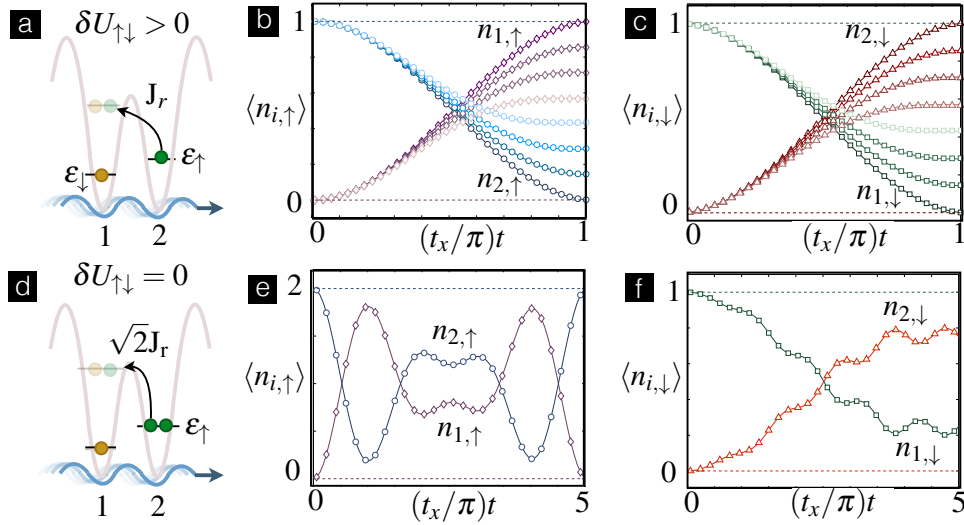 a
δU↑↓ > 0
J_r
ε↓
ε↑
1 2
b
1
⟨n_{i,↑}⟩
0
n_{1,↑}
n_{2,↑}
0 (t_x/π)t 1
c
1
⟨n_{i,↓}⟩
0
n_{2,↓}
n_{1,↓}
0 (t_x/π)t 1
d
δU↑↓ = 0
√2J_r
ε↑
1 2
e
2
⟨n_{i,↑}⟩
0
n_{2,↑}
n_{1,↑}
0 (t_x/π)t 5
f
1
⟨n_{i,↓}⟩
0
n_{2,↓}
n_{1,↓}
0 (t_x/π)t 5